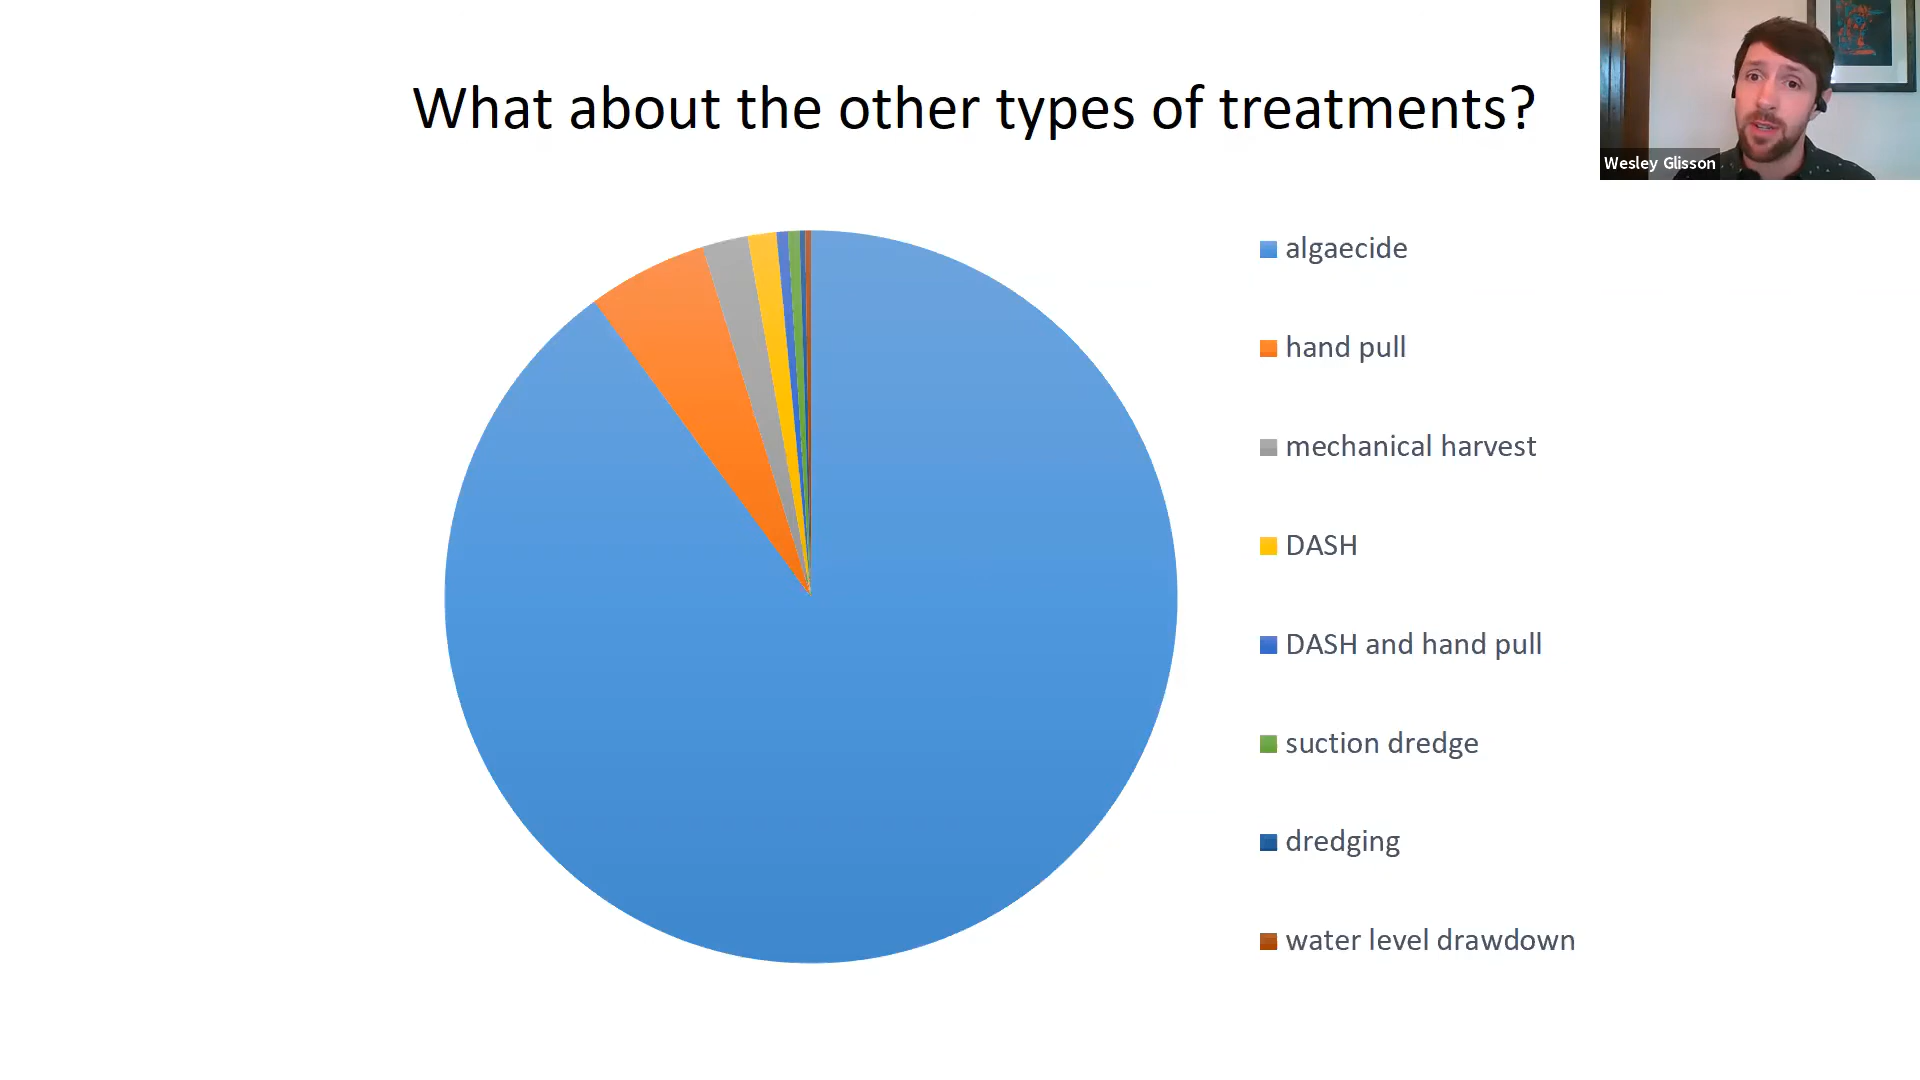 What about the other types of treatments?
Wesley Glisson
algaecide
hand pull
mechanical harvest
DASH
DASH and hand pull
suction dredge
dredging
water level drawdown